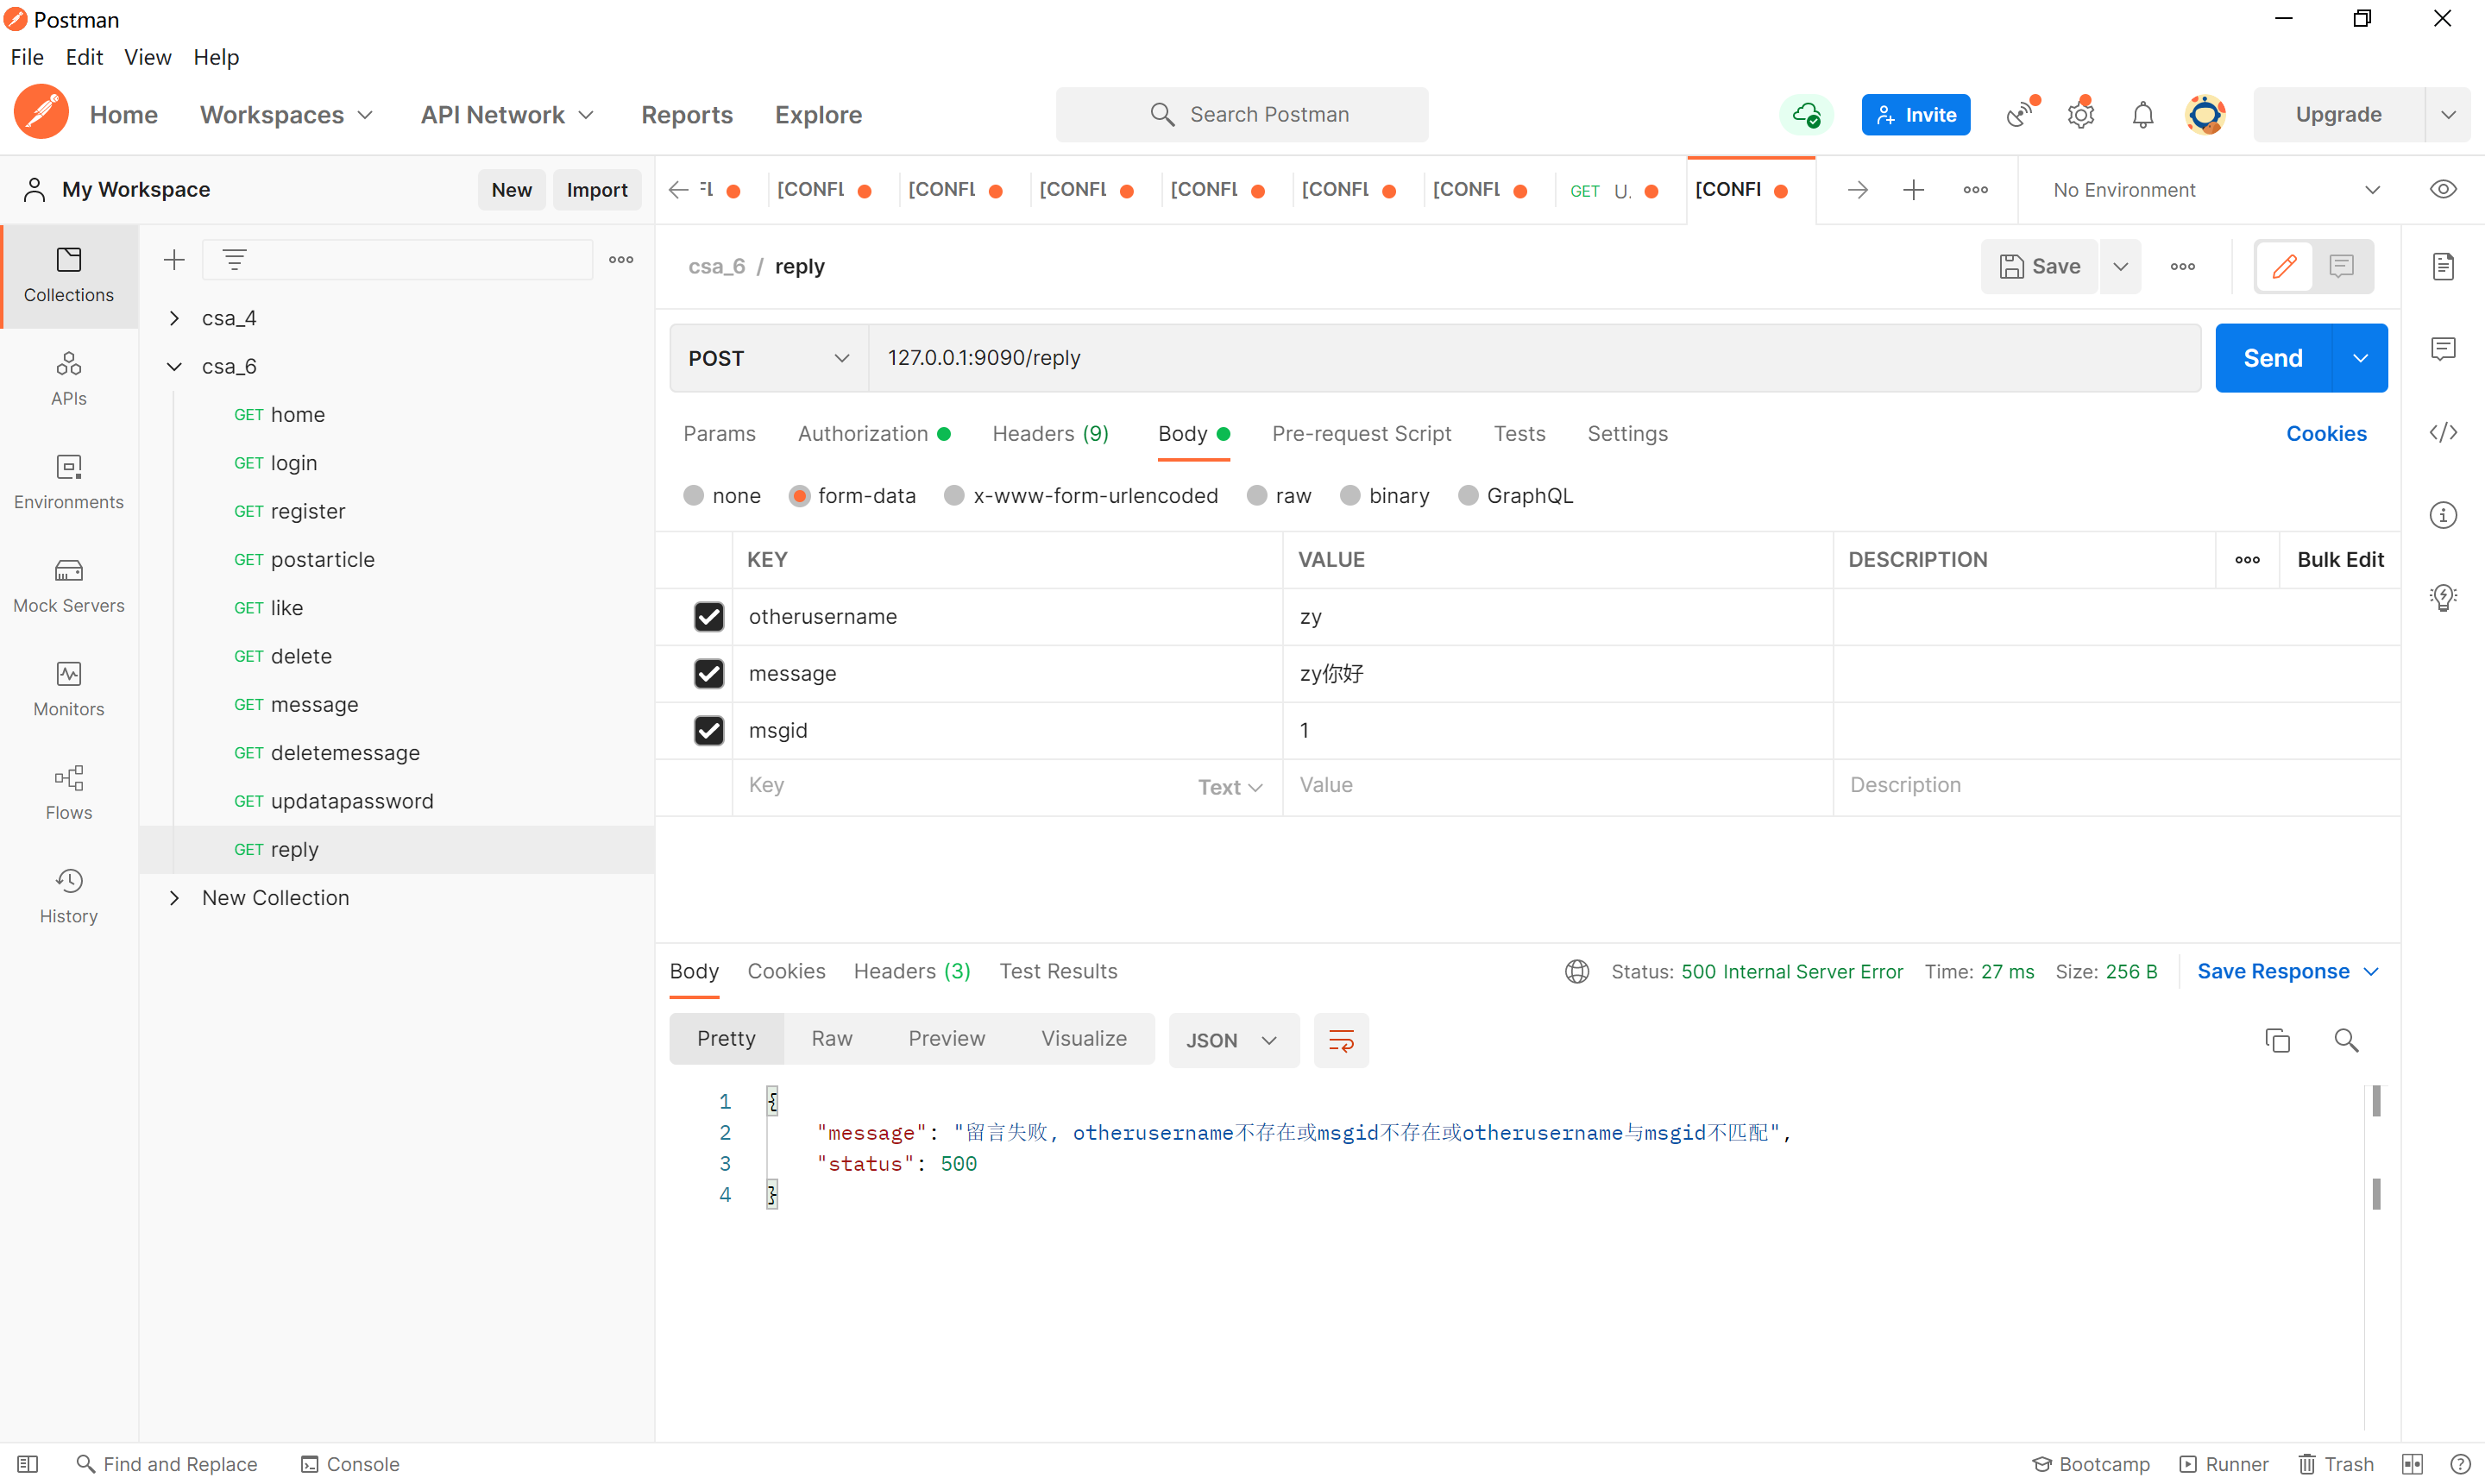 Postman
File Edit View Help
Home Workspaces API Network Reports Explore Search Postman Invite Upgrade
My Workspace New Import
[CONFL [CONFL [CONFL [CONFL [CONFL [CONFL GET U. [CONFI No Environment
Collections
APIs
Environments
Mock Servers
Monitors
Flows
History
csa_4
csa_6
GET home
GET login
GET register
GET postarticle
GET like
GET delete
GET message
GET deletemessage
GET updatapassword
GET reply
New Collection
csa_6 / reply Save
POST 127.0.0.1:9090/reply Send
Params Authorization Headers (9) Body Pre-request Script Tests Settings Cookies
none form-data x-www-form-urlencoded raw binary GraphQL
KEY VALUE DESCRIPTION Bulk Edit
otherusername zy
message zy你好
msgid 1
Key Text Value Description
Body Cookies Headers (3) Test Results Status: 500 Internal Server Error Time: 27 ms Size: 256 B Save Response
Pretty Raw Preview Visualize JSON
1 {
2 "message": "留言失败, otherusername不存在或msgid不存在或otherusername与msgid不匹配",
3 "status": 500
4 }
Find and Replace Console Bootcamp Runner Trash